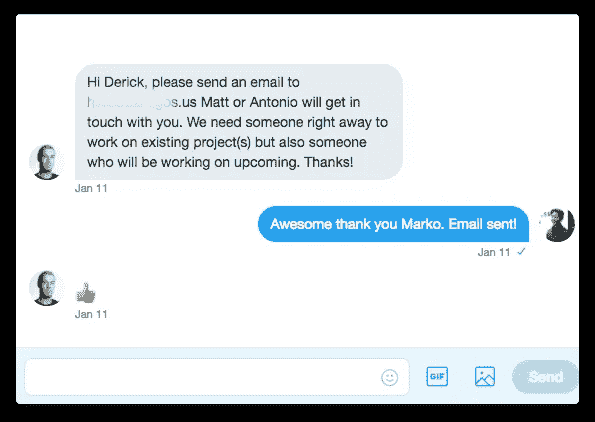 Hi Derick, please send an email to
.us Matt or Antonio will get in
touch with you. We need someone right away to
work on existing project(s) but also someone
who will be working on upcoming. Thanks!
Jan 11
Awesome thank you Marko. Email sent!
Jan 11
Jan 11
GIF
Send